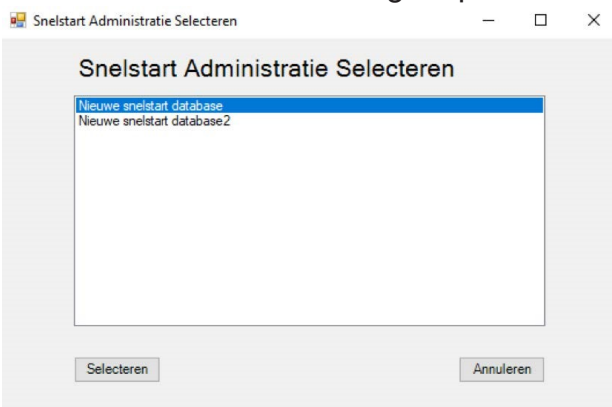 Snelstart Administratie Selecteren
Snelstart Administratie Selecteren
Nieuwe snelstart database
Nieuwe snelstart database2
Selecteren
Annuleren